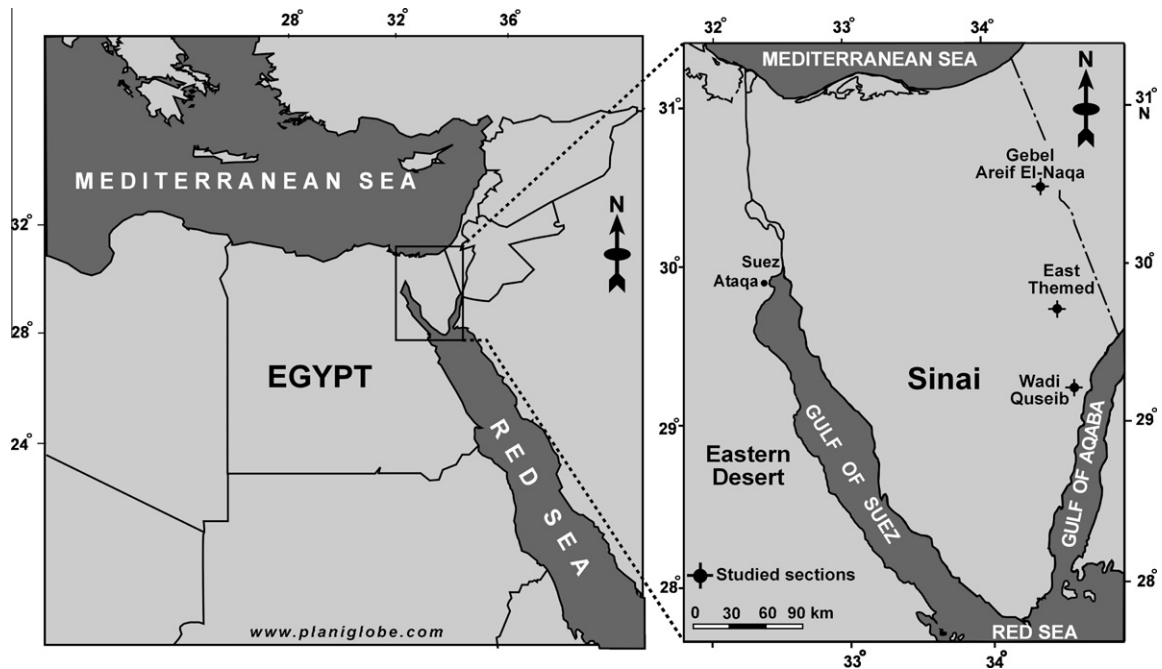 28°
32°
36°
MEDITERRANEAN SEA
N
32°
28°
24°
EGYPT
RED SEA
www.planiglobe.com
32
33
34
MEDITERRANEAN SEA
N
31°
31°
N
Gebel
Areif El-Naqa
30°
30°
Suez
Ataqa
East
Themed
Sinai
Wadi
Quseib
29°
29°
GULF OF SUEZ
GULF OF AQABA
Eastern
Desert
Studied sections
28°
28°
0 30 60 90 km
RED SEA
33
34